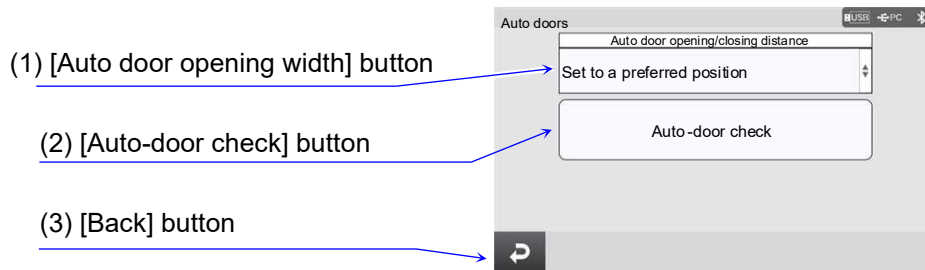 Auto doors
USB PC
Auto door opening/closing distance
(1) [Auto door opening width] button
Set to a preferred position
(2) [Auto-door check] button
Auto-door check
(3) [Back] button